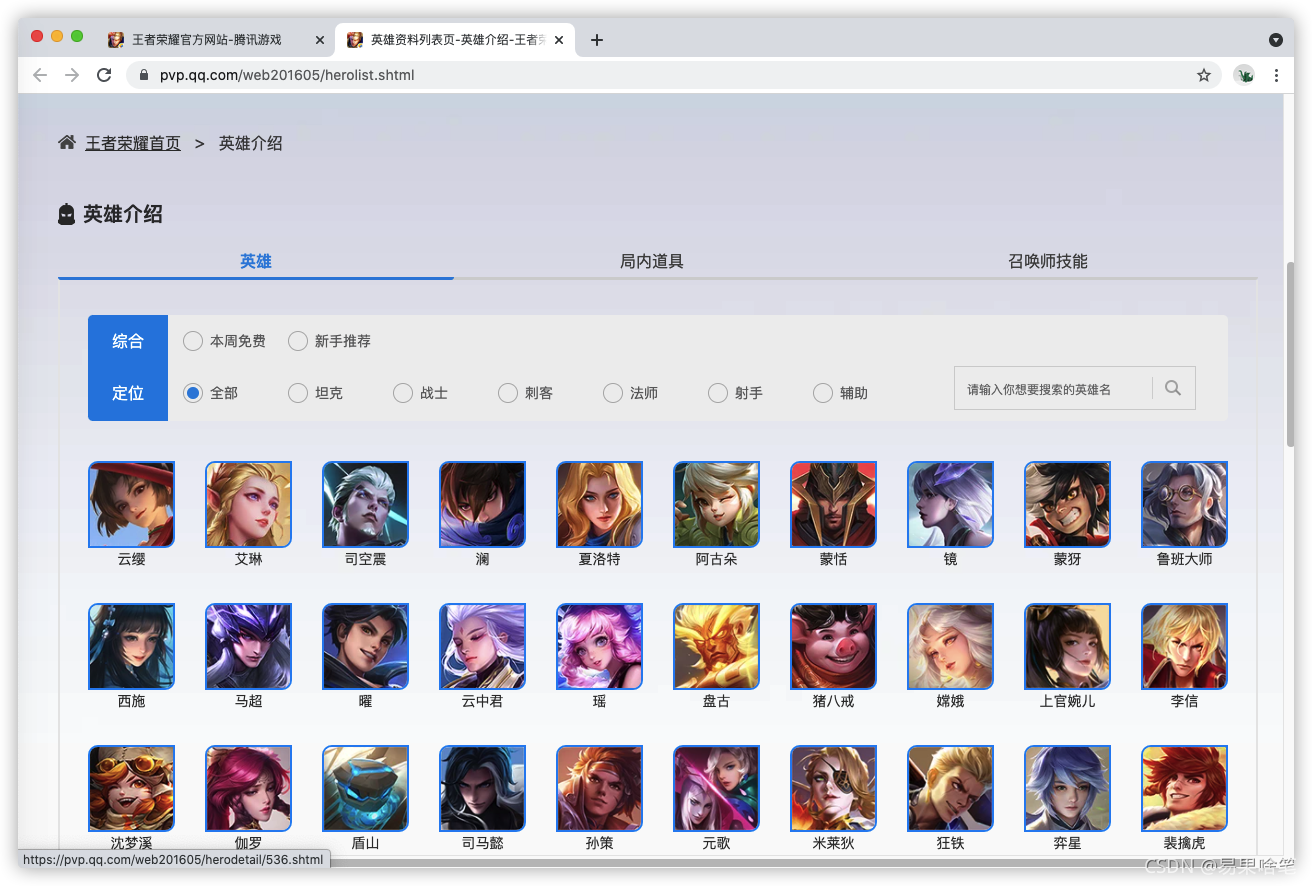 王者荣耀官方网站-腾讯游戏
英雄资料列表页-英雄介绍-王者
pvp.qq.com/web201605/herolist.shtml
王者荣耀首页 > 英雄介绍
英雄介绍
英雄 局内道具 召唤师技能
综合 本周免费 新手推荐
定位 全部 坦克 战士 刺客 法师 射手 辅助 请输入你想要搜索的英雄名
云缨 艾琳 司空震 澜 夏洛特 阿古朵 蒙恬 镜 蒙犽 鲁班大师
西施 马超 曜 云中君 瑶 盘古 猪八戒 嫦娥 上官婉儿 李信
沈梦溪 伽罗 盾山 司马懿 孙策 元歌 米莱狄 狂铁 弈星 裴擒虎
https://pvp.qq.com/web201605/herodetail/536.shtml
CSDN @易果啥笔